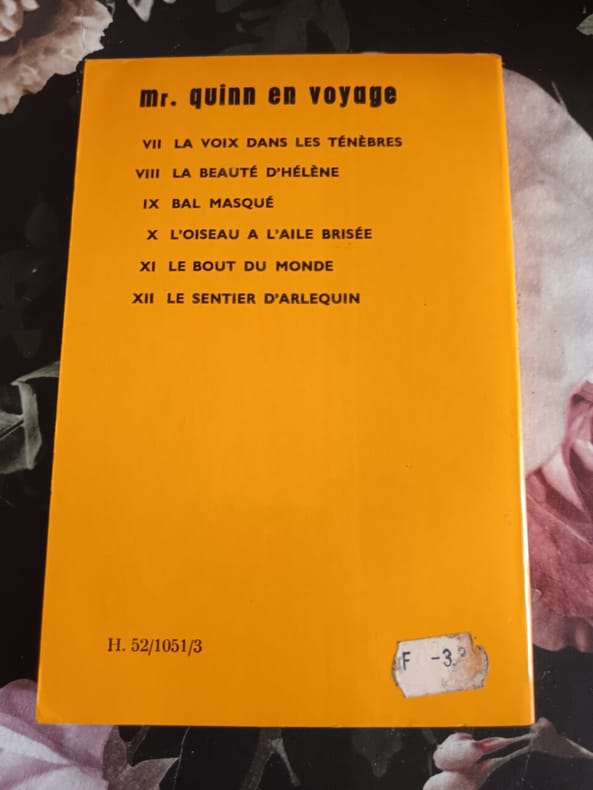 mr. quinn en voyage
VII LA VOIX DANS LES TÉNÈBRES
VIII LA BEAUTÉ D'HÉLÈNE
IX BAL MASQUÉ
X L'OISEAU A L'AILE BRISÉE
XI LE BOUT DU MONDE
XII LE SENTIER D'ARLEQUIN
H. 52/1051/3
F -3